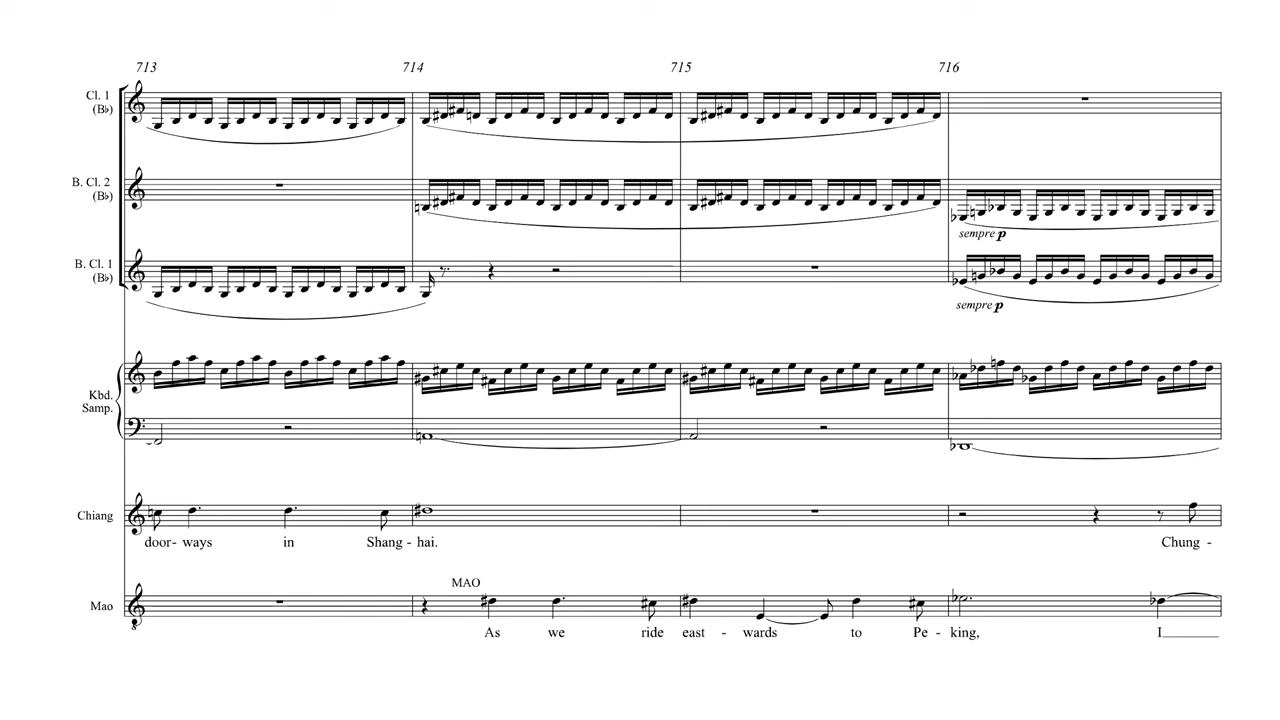 713 714 715 716
Cl. 1
(B♭)
B. Cl. 2
(B♭)
sempre p
B. Cl. 1
(B♭)
sempre p
Kbd.
Samp.
Chiang
door- ways in Shang - hai. Chung -
MAO
Mao
8
As we ride east - wards to Pe - king, I